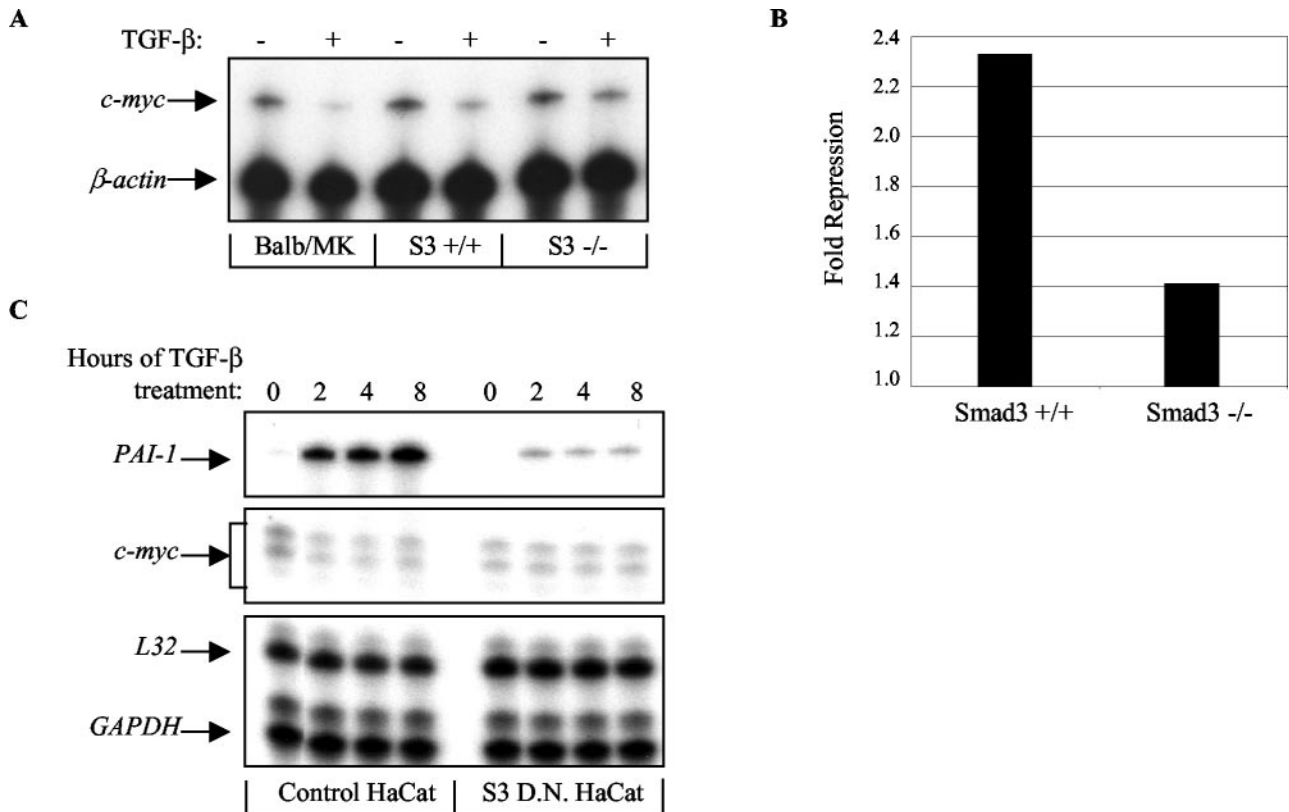 A
TGF-β: - + - + - +
c-myc
β-actin
Balb/MK S3 +/+ S3 -/-
B
2.4
2.2
2.0
1.8
1.6
1.4
1.2
1.0
Fold Repression
Smad3 +/+ Smad3 -/-
C
Hours of TGF-β
treatment: 0 2 4 8 0 2 4 8
PAI-1
c-myc
L32
GAPDH
Control HaCat S3 D.N. HaCat